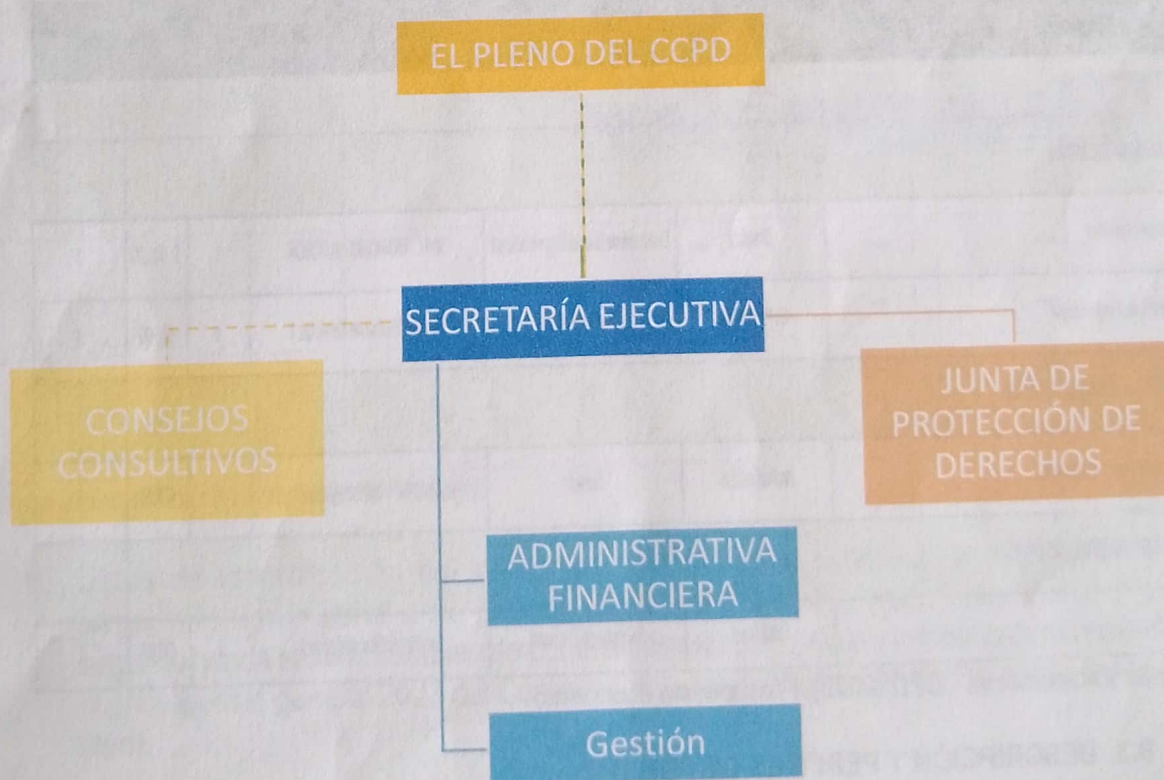 EL PLENO DEL CCPD
SECRETARÍA EJECUTIVA
CONSEJOS
CONSULTIVOS
JUNTA DE
PROTECCIÓN DE
DERECHOS
ADMINISTRATIVA
FINANCIERA
Gestión